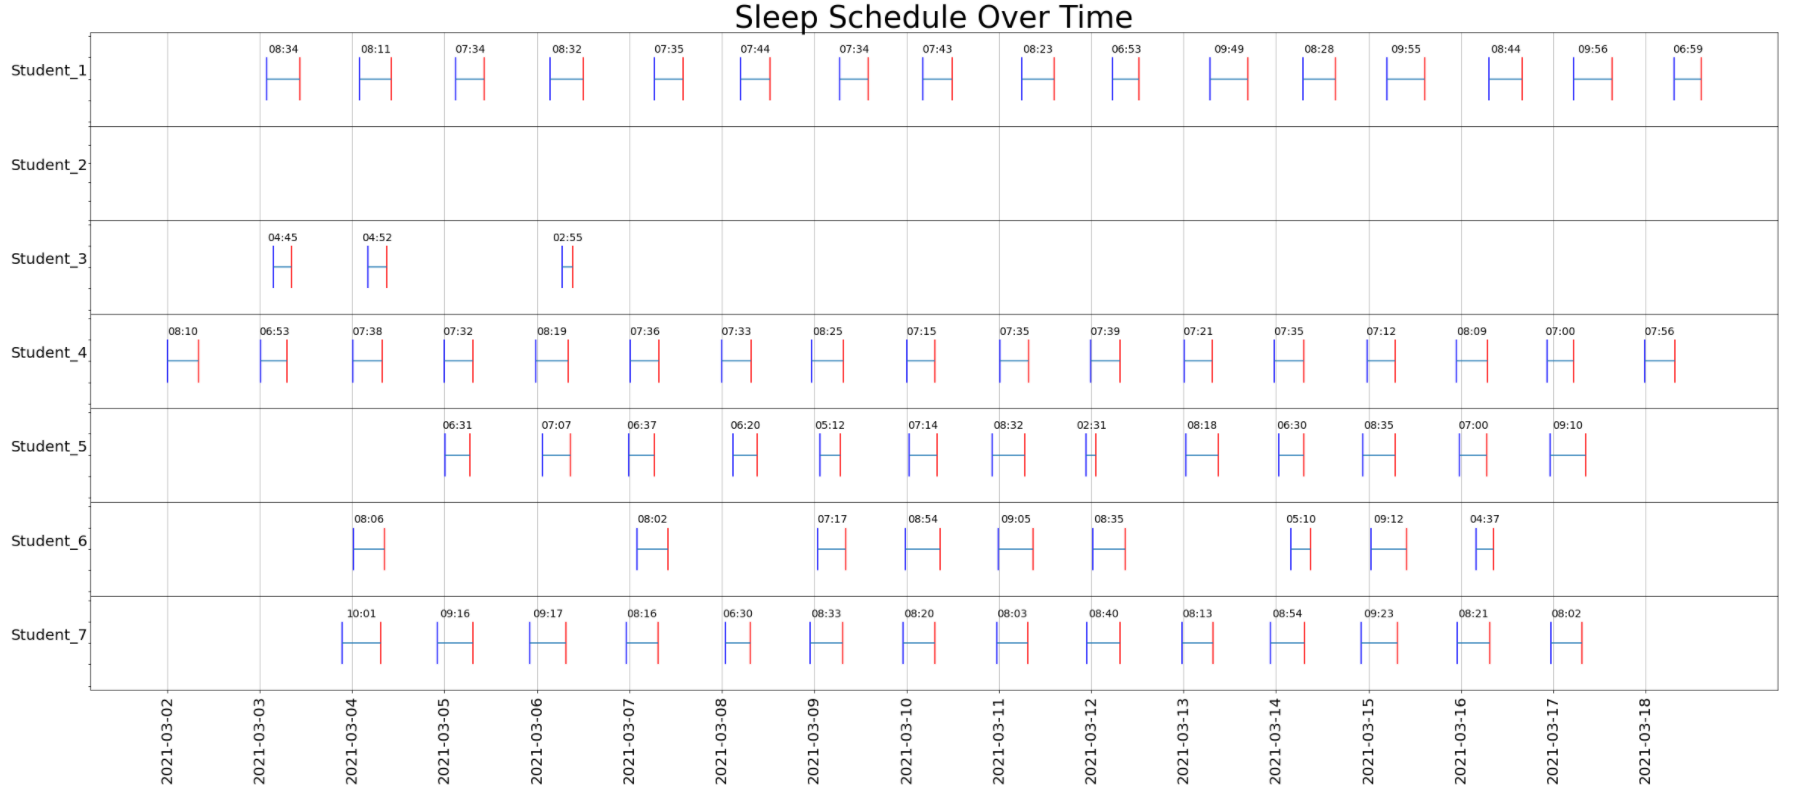 Sleep Schedule Over Time
Student_1 08:34 08:11 07:34 08:32 07:35 07:44 07:34 07:43 08:23 06:53 09:49 08:28 09:55 08:44 09:56 06:59
Student_2
Student_3 04:45 04:52 02:55
Student_4 08:10 06:53 07:38 07:32 08:19 07:36 07:33 08:25 07:15 07:35 07:39 07:21 07:35 07:12 08:09 07:00 07:56
Student_5 06:31 07:07 06:37 06:20 05:12 07:14 08:32 02:31 08:18 06:30 08:35 07:00 09:10
Student_6 08:06 08:02 07:17 08:54 09:05 08:35 05:10 09:12 04:37
Student_7 10:01 09:16 09:17 08:16 06:30 08:33 08:20 08:03 08:40 08:13 08:54 09:23 08:21 08:02
2021-03-02
2021-03-03
2021-03-04
2021-03-05
2021-03-06
2021-03-07
2021-03-08
2021-03-09
2021-03-10
2021-03-11
2021-03-12
2021-03-13
2021-03-14
2021-03-15
2021-03-16
2021-03-17
2021-03-18